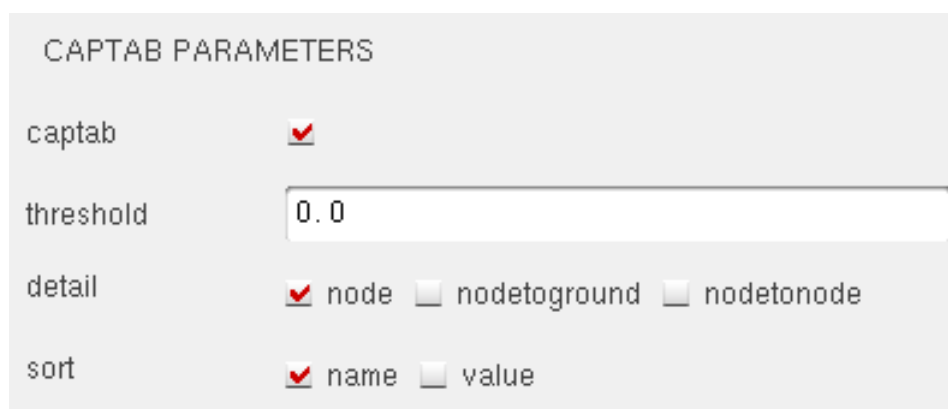 CAPTAB PARAMETERS
captab
threshold 0.0
detail node nodetoground nodetonode
sort name value